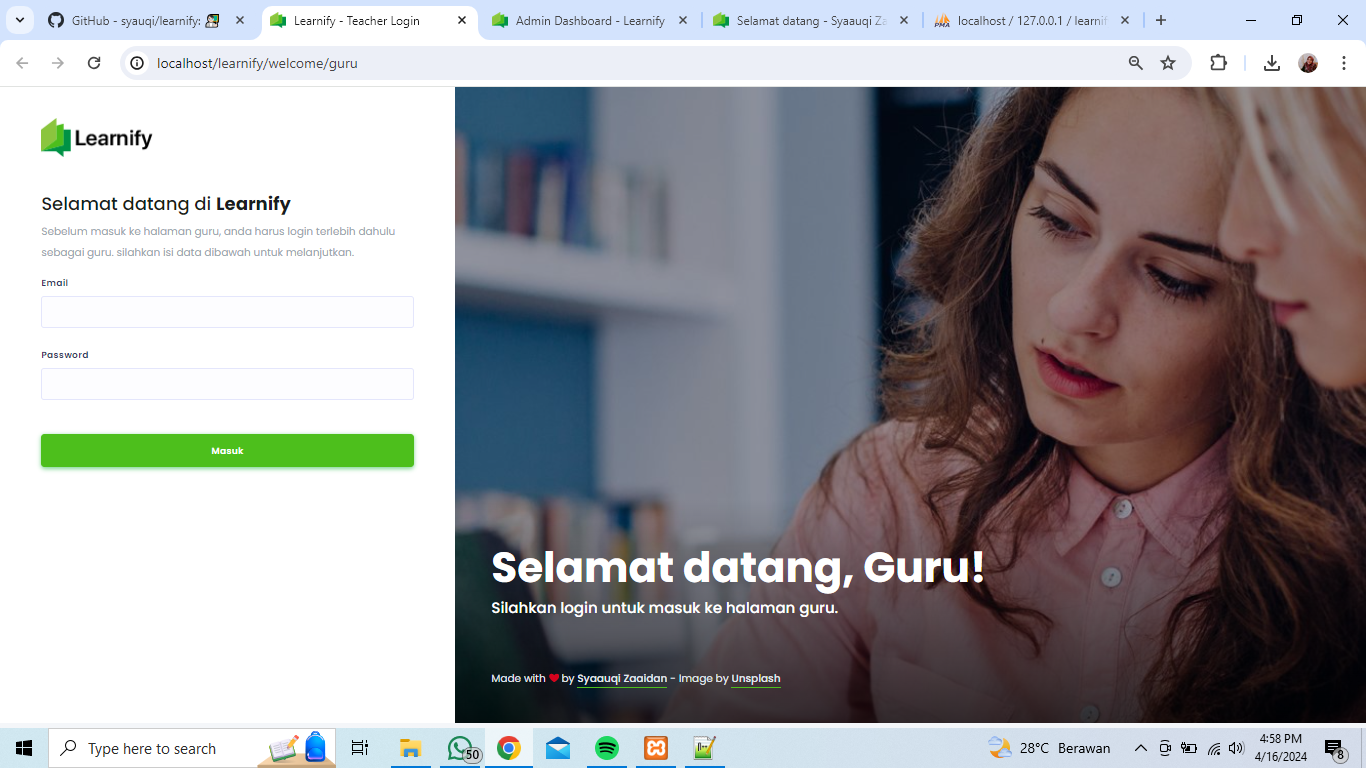 GitHub - syauqi/learnify:
Learnify - Teacher Login
Admin Dashboard - Learnify
Selamat datang - Syaauqi Za
localhost / 127.0.0.1 / learnif
localhost/learnify/welcome/guru
Learnify
Selamat datang di Learnify
Sebelum masuk ke halaman guru, anda harus login terlebih dahulu
sebagai guru. silahkan isi data dibawah untuk melanjutkan.
Email
Password
Masuk
Selamat datang, Guru!
Silahkan login untuk masuk ke halaman guru.
Made with ❤ by Syaauqi Zaaidan - Image by Unsplash
Type here to search
50
28°C Berawan
4:58 PM
4/16/2024
8